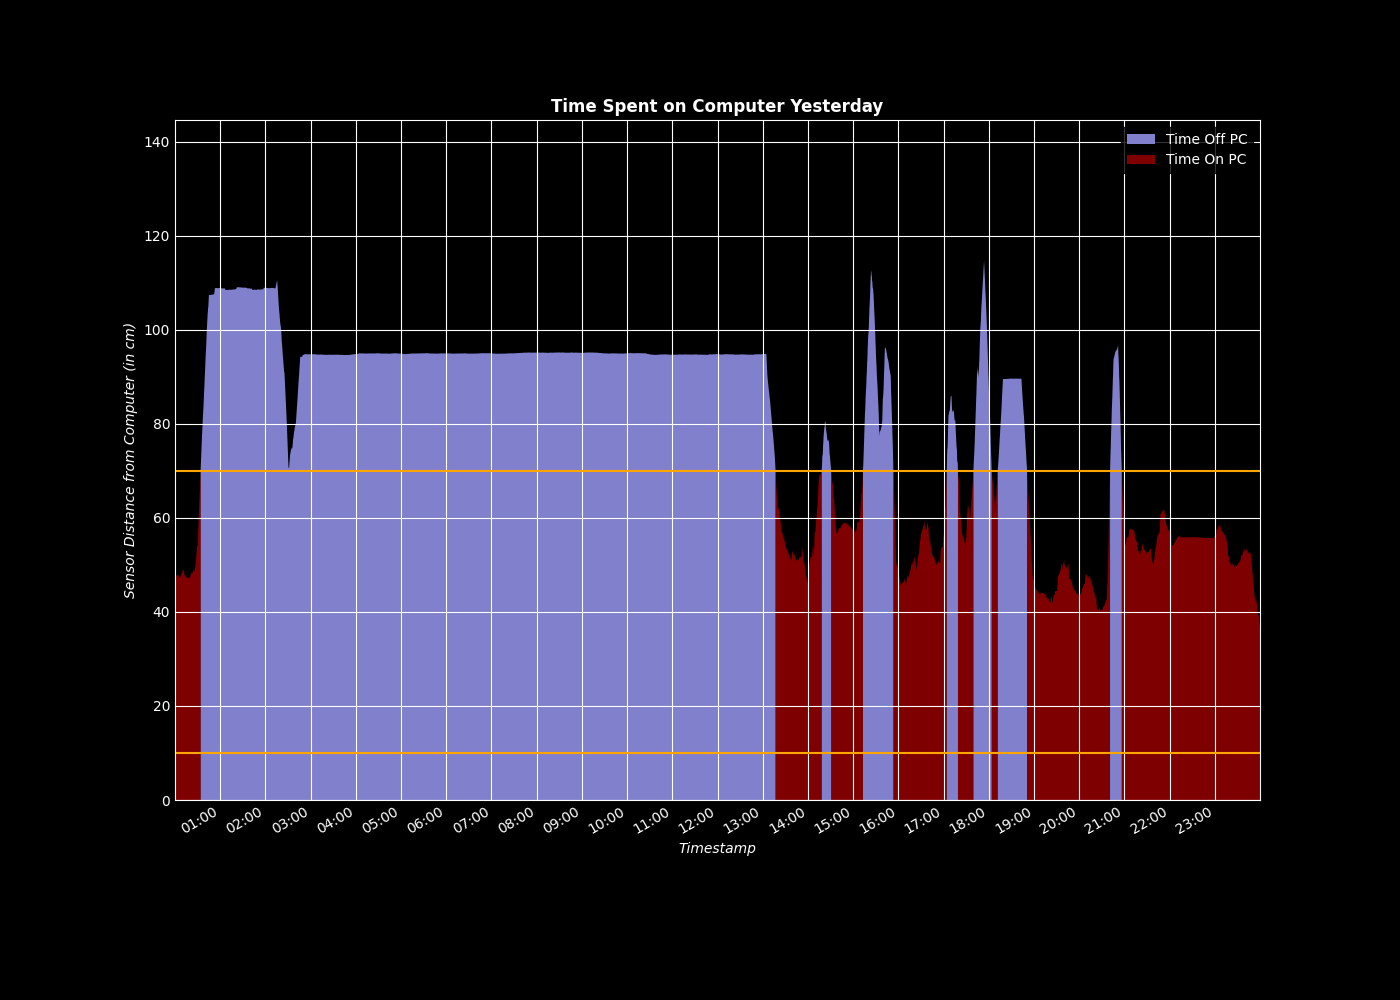 Time Spent on Computer Yesterday
Time Off PC
Time On PC
Sensor Distance from Computer (in cm)
140
120
100
80
60
40
20
0
01:00 02:00 03:00 04:00 05:00 06:00 07:00 08:00 09:00 10:00 11:00 12:00 13:00 14:00 15:00 16:00 17:00 18:00 19:00 20:00 21:00 22:00 23:00
Timestamp